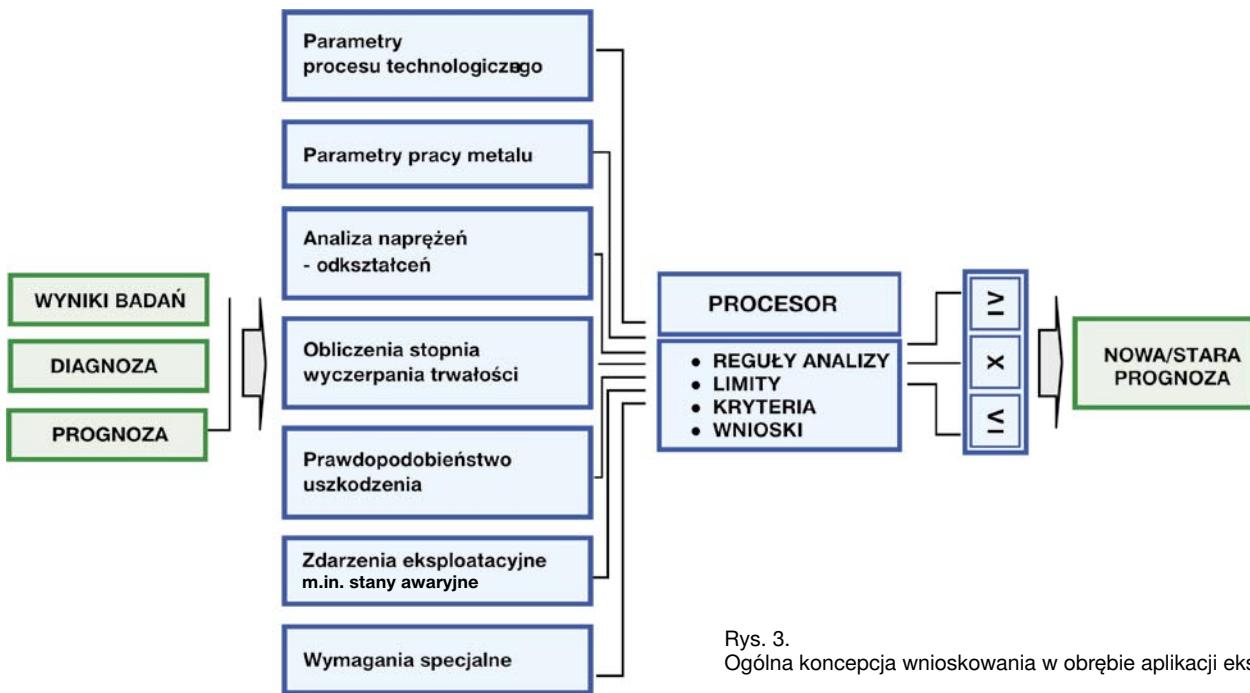 WYNIKI BADAŃ
DIAGNOZA
PROGNOZA
Parametry
procesu technologicznego
Parametry pracy metalu
Analiza naprężeń
- odkształceń
Obliczenia stopnia
wyczerpania trwałości
Prawdopodobieństwo
uszkodzenia
Zdarzenia eksploatacyjne
m.in. stany awaryjne
Wymagania specjalne
PROCESOR
• REGUŁY ANALIZY
• LIMITY
• KRYTERIA
• WNIOSKI
≥
X
≤
NOWA/STARA
PROGNOZA
Rys. 3.
Ogólna koncepcja wnioskowania w obrębie aplikacji eks